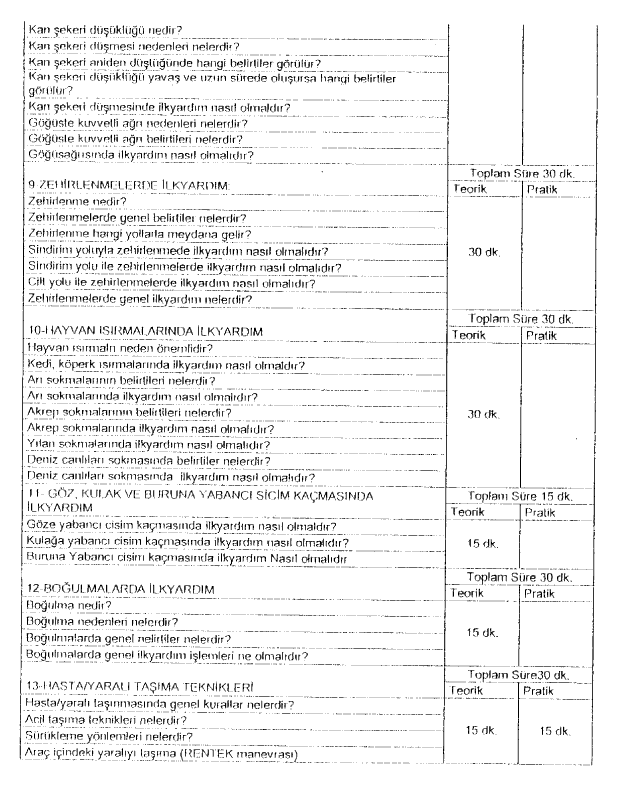 Kan şekeri düşüklüğü nedir?
Kan şekeri düşmesi nedenleri nelerdir?
Kan şekeri aniden düştüğünde hangi belirtiler görülür?
Kan şekeri düşüklüğü yavaş ve uzun sürede oluşursa hangi belirtiler
görülür?
Kan şekeri düşmesinde ilkyardım nasıl olmalıdır?
Göğüste kuvvetli ağrı nedenleri nelerdir?
Göğüste kuvvetli ağrı belirtileri nelerdir?
Göğüsağısında ilkyardım nasıl olmalıdır?
Toplam Süre 30 dk.
9-ZEHİRLENMELERDE İLKYARDIM:
Teorik Pratik
Zehirlenme nedir?
Zehirlenmelerde genel belirtiler nelerdir?
Zehirlenme hangi yollarla meydana gelir?
Sindirim yoluyla zehirlenmede ilkyardım nasıl olmalıdır?
30 dk.
Sindirim yolu ile zehirlenmelerde ilkyardım nasıl olmalıdır?
Cilt yolu ile zehirlenmelerde ilkyardım nasıl olmalıdır?
Zehirlenmelerde genel ilkyardım nelerdir?
Toplam Süre 30 dk.
10-HAYVAN ISIRMALARINDA İLKYARDIM
Teorik Pratik
Hayvan ısırmaln neden önemlidir?
Kedi, köperk ısırmalarında ilkyardım nasıl olmaldır?
Arı sokmalarının belirtileri nelerdir?
Arı sokmalarında ilkyardım nasıl olmalıdır?
Akrep sokmalarının belirtileri nelerdir?
30 dk.
Akrep sokmalarında ilkyardım nasıl olmalıdır?
Yılan sokmalarında ilkyardım nasıl olmalıdır?
Deniz canlıları sokmasında belirtiler nelerdir?
Deniz canlıları sokmasında ilkyardım nasıl olmalıdır?
11- GÖZ, KULAK VE BURUNA YABANCI SİCİM KAÇMASINDA
İLKYARDIM
Toplam Süre 15 dk.
Teorik Pratik
Göze yabancı cisim kaçmasında ilkyardım nasıl olmaldır?
Kulağa yabancı cisim kaçmasında ilkyardım nasıl olmalıdır?
15 dk.
Buruna Yabancı cisim kaçmasında ilkyardım Nasıl olmalıdır
Toplam Süre 30 dk.
12-BOĞULMALARDA İLKYARDIM
Teorik Pratik
Boğulma nedir?
Boğulma nedenleri nelerdir?
15 dk.
Boğulmalarda genel nelirtiler nelerdir?
Boğulmalarda genel ilkyardım işlemleri ne olmalıdır?
Toplam Süre30 dk.
13-HASTA/YARALI TAŞIMA TEKNİKLERİ
Teorik Pratik
Hasta/yaralı taşınmasında genel kurallar nelerdir?
Acil taşıma teknikleri nelerdir?
Sürükleme yöntemleri nelerdir?
15 dk. 15 dk.
Araç içindeki yaralıyı taşıma (RENTEK manevrası)